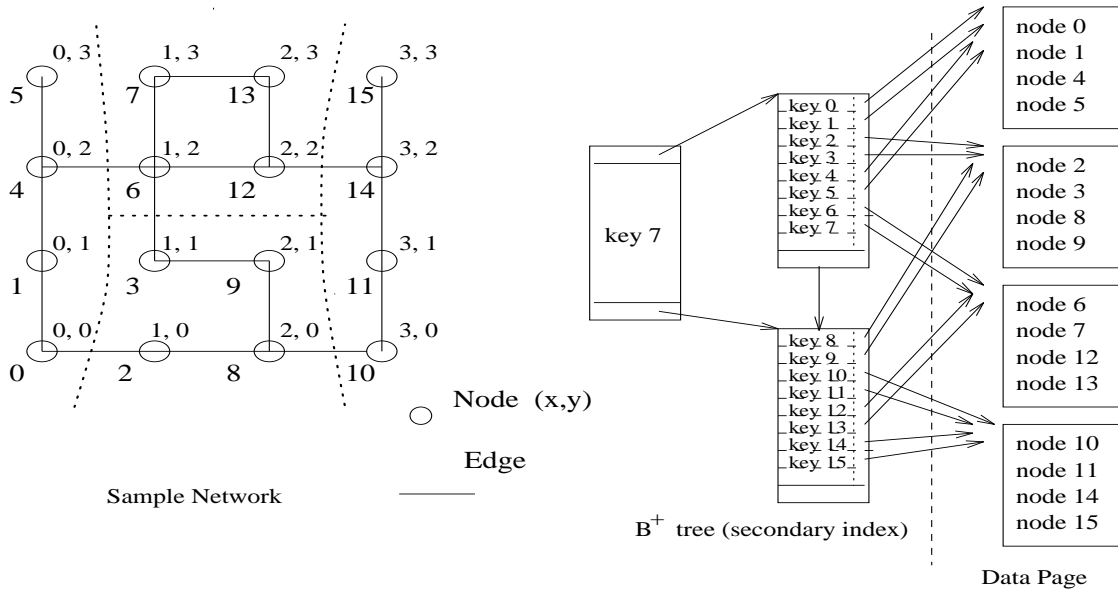 0, 3
1, 3
2, 3
3, 3
5
7
13
15
0, 2
1, 2
2, 2
3, 2
4
6
12
14
0, 1
1, 1
2, 1
3, 1
1
3
9
11
0, 0
1, 0
2, 0
3, 0
0
2
8
10
Node (x,y)
Edge
Sample Network
key 7
key 0
key 1
key 2
key 3
key 4
key 5
key 6
key 7
key 8
key 9
key 10
key 11
key 12
key 13
key 14
key 15
B+ tree (secondary index)
node 0
node 1
node 4
node 5
node 2
node 3
node 8
node 9
node 6
node 7
node 12
node 13
node 10
node 11
node 14
node 15
Data Page